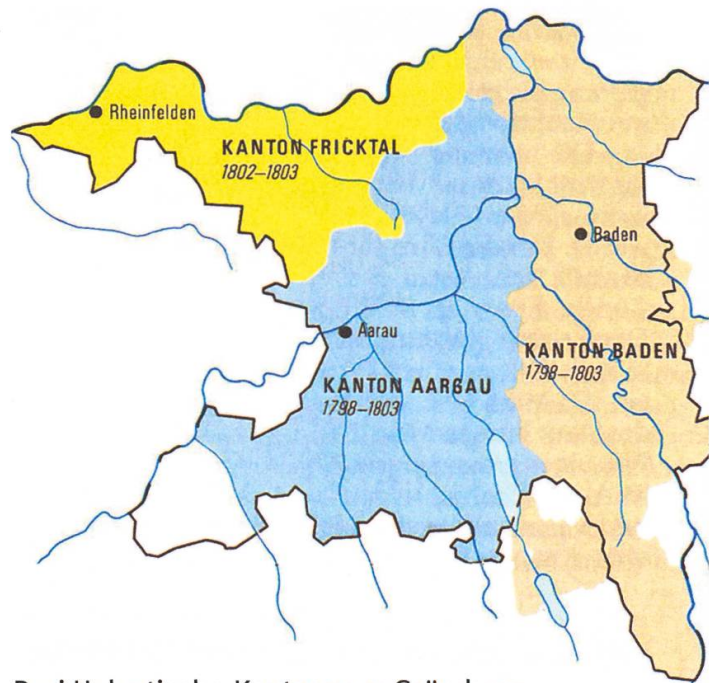 Rheinfelden
KANTON FRICKTAL
1802–1803
Baden
Aarau
KANTON BADEN
1798–1803
KANTON AARGAU
1798–1803